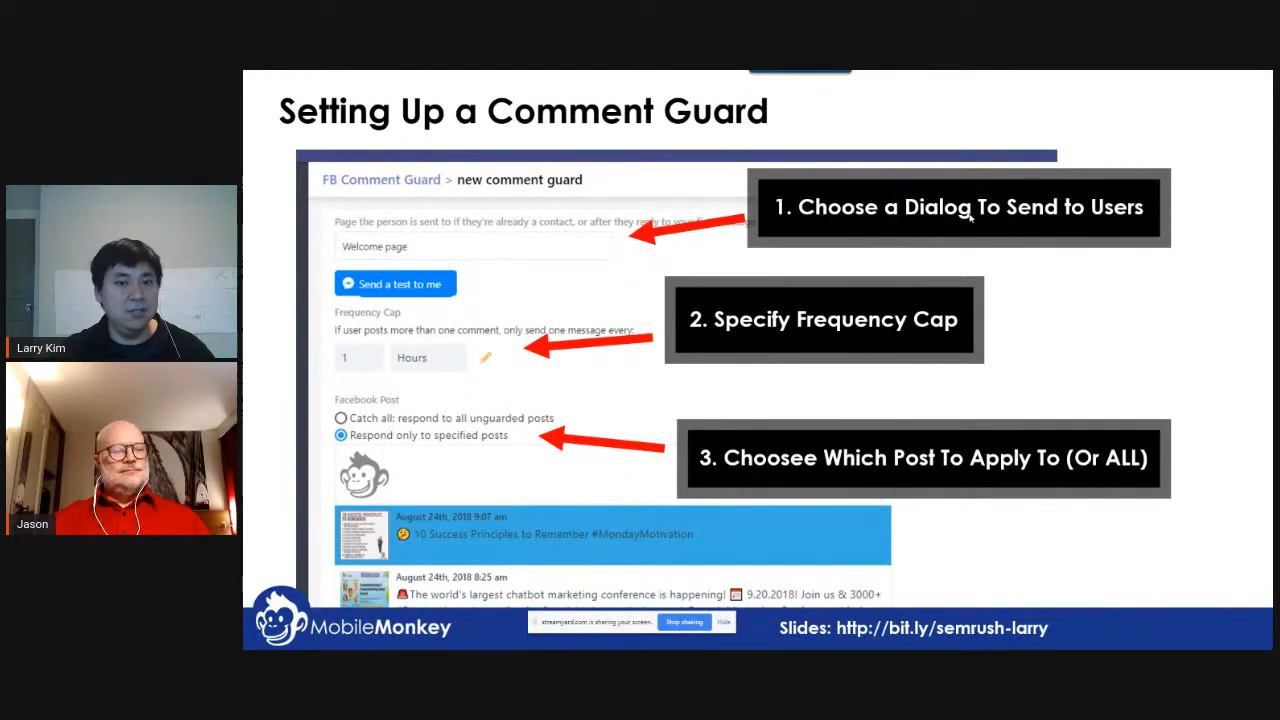 Setting Up a Comment Guard
FB Comment Guard > new comment guard
Page the person is sent to if they're already a contact, or after they reply to your
1. Choose a Dialog To Send to Users
Welcome page
Send a test to me
Frequency Cap
If user posts more than one comment, only send one message every:
2. Specify Frequency Cap
1 Hours
Facebook Post
Catch all: respond to all unguarded posts
Respond only to specified posts
3. Choosee Which Post To Apply To (Or ALL)
August 24th, 2018 9:07 am
10 Success Principles to Remember #MondayMotivation
August 24th, 2018 8:25 am
The world's largest chatbot marketing conference is happening! 9.20.2018! Join us & 3000+
MobileMonkey
streamyard.com is sharing your screen.
Stop sharing
Hide
Slides: http://bit.ly/semrush-larry
Larry Kim
Jason